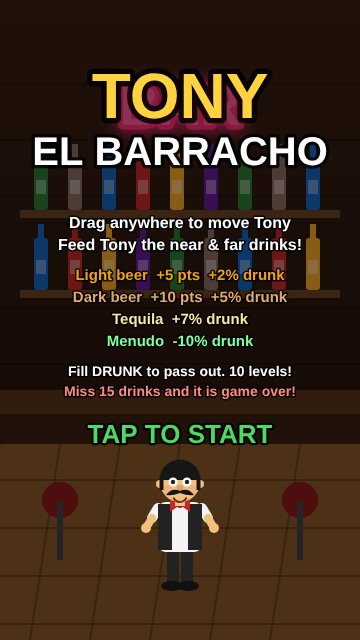 TONY
EL BARRACHO
Drag anywhere to move Tony
Feed Tony the near & far drinks!
Light beer +5 pts +2% drunk
Dark beer +10 pts +5% drunk
Tequila +7% drunk
Menudo -10% drunk
Fill DRUNK to pass out. 10 levels!
Miss 15 drinks and it is game over!
TAP TO START